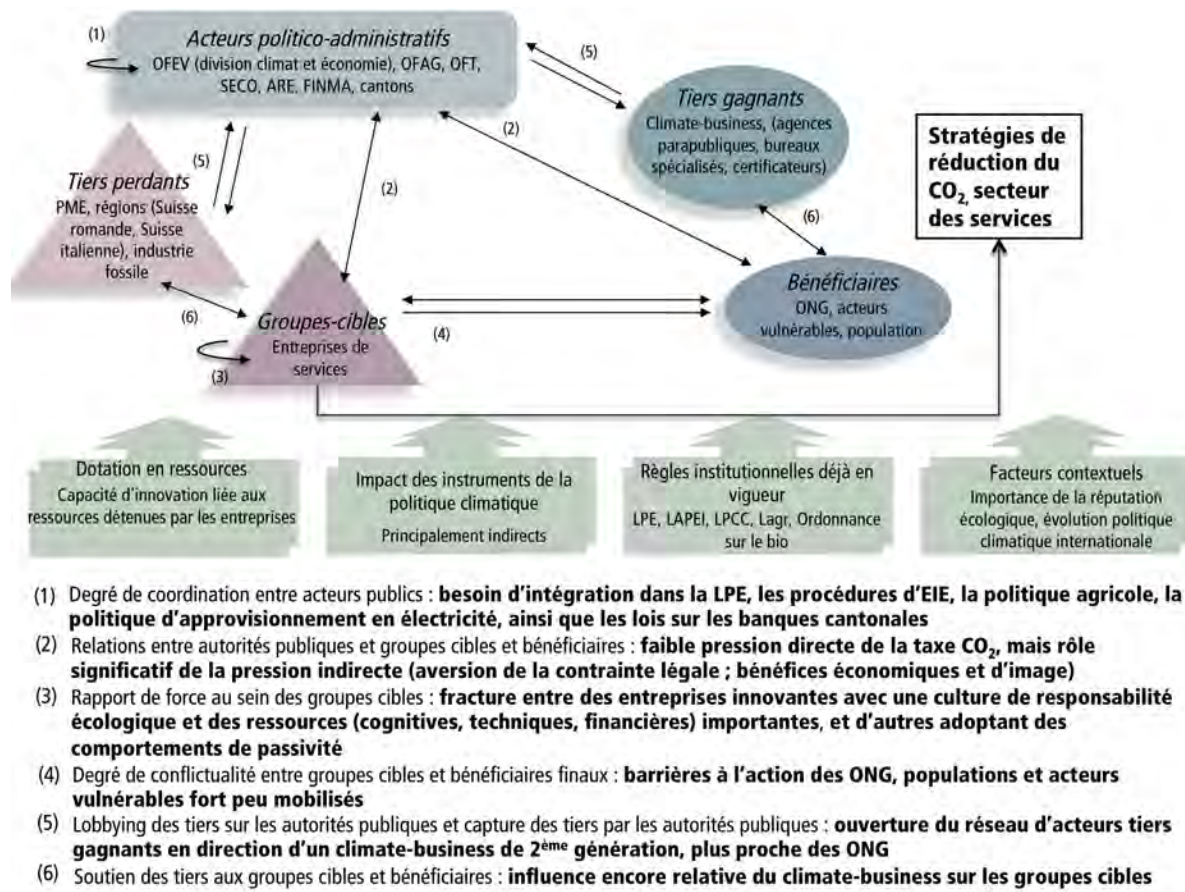 (1)
Acteurs politico-administratifs
OFEV (division climat et économie), OFAG, OFT,
SECO, ARE, FINMA, cantons
(5)
Tiers gagnants
Climate-business, (agences
parapubliques, bureaux
spécialisés, certificateurs)
(2)
(2)
(5)
Tiers perdants
PME, régions (Suisse
romande, Suisse
italienne), industrie
fossile
Stratégies de
réduction du
CO2, secteur
des services
(6)
(6)
Bénéficiaires
ONG, acteurs
vulnérables, population
Groupes-cibles
Entreprises de
services
(4)
(3)
Dotation en ressources
Capacité d'innovation liée aux
ressources détenues par les entreprises
Impact des instruments de la
politique climatique
Principalement indirects
Règles institutionnelles déjà en
vigueur
LPE, LAPEI, LPCC, Lagr, Ordonnance
sur le bio
Facteurs contextuels
Importance de la réputation
écologique, évolution politique
climatique internationale
(1) Degré de coordination entre acteurs publics : besoin d'intégration dans la LPE, les procédures d'EIE, la politique agricole, la
politique d'approvisionnement en électricité, ainsi que les lois sur les banques cantonales
(2) Relations entre autorités publiques et groupes cibles et bénéficiaires : faible pression directe de la taxe CO2, mais rôle
significatif de la pression indirecte (aversion de la contrainte légale ; bénéfices économiques et d'image)
(3) Rapport de force au sein des groupes cibles : fracture entre des entreprises innovantes avec une culture de responsabilité
écologique et des ressources (cognitives, techniques, financières) importantes, et d'autres adoptant des
comportements de passivité
(4) Degré de conflictualité entre groupes cibles et bénéficiaires finaux : barrières à l'action des ONG, populations et acteurs
vulnérables fort peu mobilisés
(5) Lobbying des tiers sur les autorités publiques et capture des tiers par les autorités publiques : ouverture du réseau d'acteurs tiers
gagnants en direction d'un climate-business de 2ème génération, plus proche des ONG
(6) Soutien des tiers aux groupes cibles et bénéficiaires : influence encore relative du climate-business sur les groupes cibles